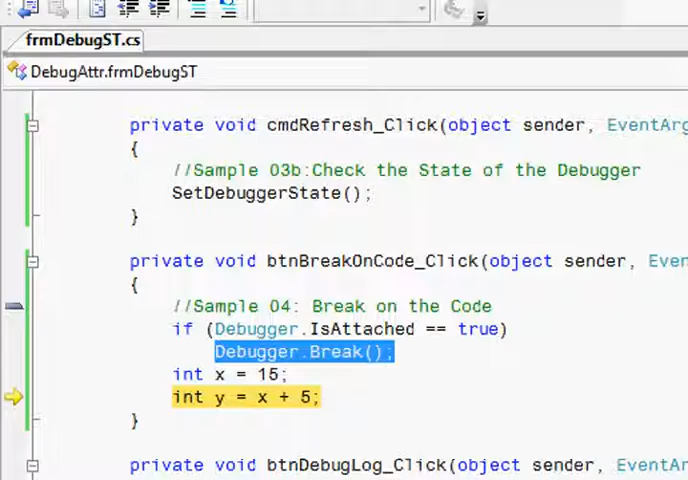 frmDebugST.cs
DebugAttr.frmDebugST
private void cmdRefresh_Click(object sender, EventArg
{
//Sample 03b:Check the State of the Debugger
SetDebuggerState();
}
private void btnBreakOnCode_Click(object sender, Even
{
//Sample 04: Break on the Code
if (Debugger.IsAttached == true)
Debugger.Break();
int x = 15;
int y = x + 5;
}
private void btnDebugLog_Click(object sender, EventAr